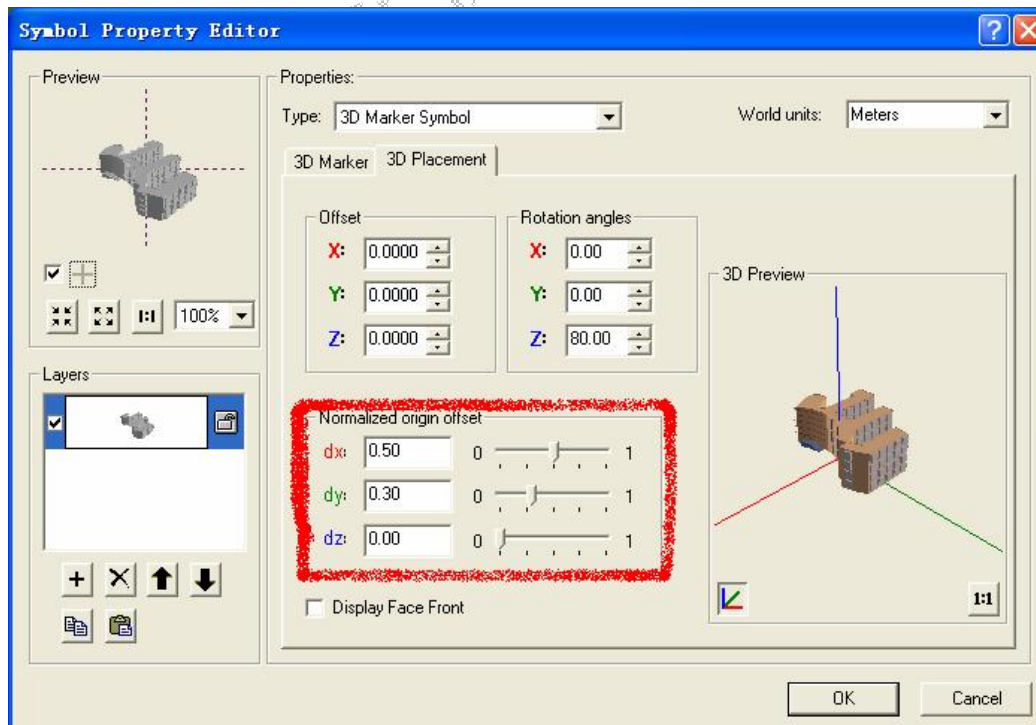 Symbol Property Editor
Preview
100%
Layers
Properties:
Type: 3D Marker Symbol
World units: Meters
3D Marker 3D Placement
Offset
X: 0.0000
Y: 0.0000
Z: 0.0000
Rotation angles
X: 0.00
Y: 0.00
Z: 80.00
Normalized origin offset
dx: 0.50 0 1
dy: 0.30 0 1
dz: 0.00 0 1
Display Face Front
3D Preview
1:1
OK Cancel